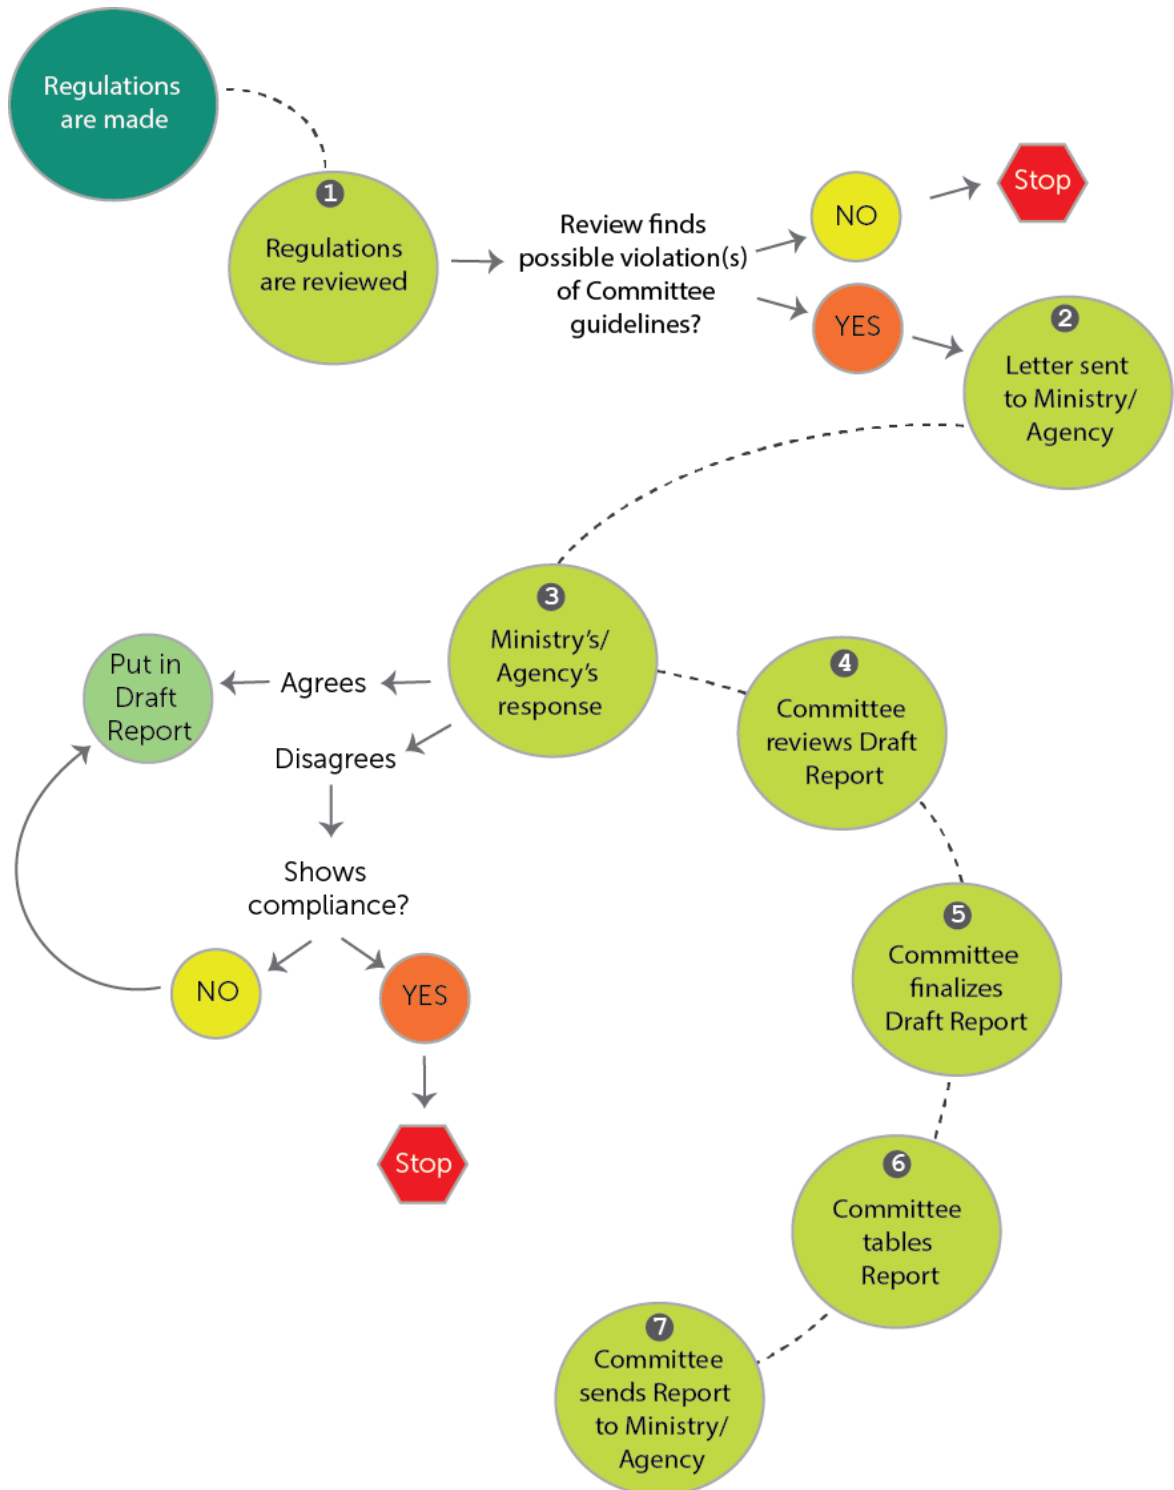 Regulations
are made
1
Regulations
are reviewed
Review finds
possible violation(s)
of Committee
guidelines?
NO
Stop
YES
2
Letter sent
to Ministry/
Agency
3
Ministry's/
Agency's
response
Agrees
Put in
Draft
Report
Disagrees
Shows
compliance?
NO
YES
Stop
4
Committee
reviews Draft
Report
5
Committee
finalizes
Draft Report
6
Committee
tables
Report
7
Committee
sends Report
to Ministry/
Agency